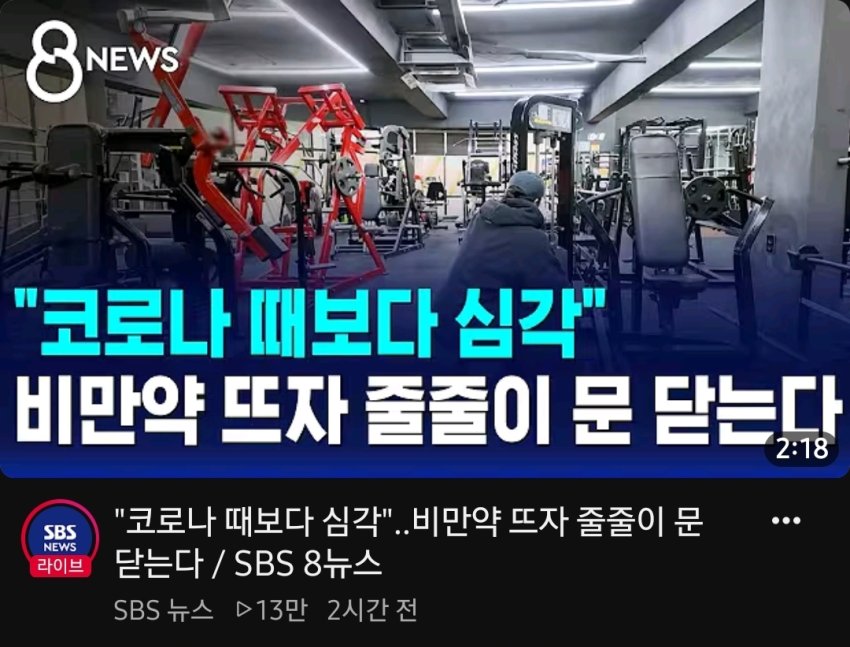 8 NEWS
"코로나 때보다 심각"
비만약 뜨자 줄줄이 문 닫는다
2:18
SBS
NEWS
라이브
"코로나 때보다 심각"..비만약 뜨자 줄줄이 문
닫는다 / SBS 8뉴스
SBS 뉴스 ▷13만 2시간 전